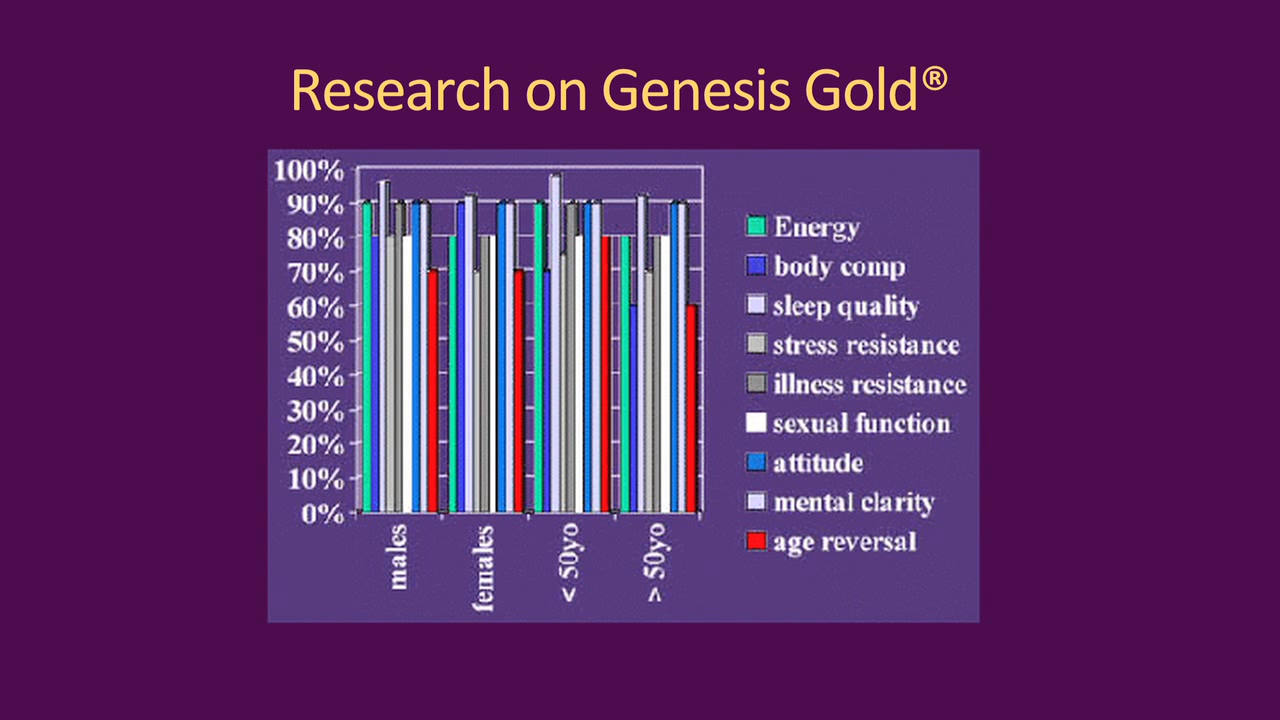 Research on Genesis Gold®
100%
90%
80%
70%
60%
50%
40%
30%
20%
10%
0%
males
females
< 50yo
> 50yo
Energy
body comp
sleep quality
stress resistance
illness resistance
sexual function
attitude
mental clarity
age reversal